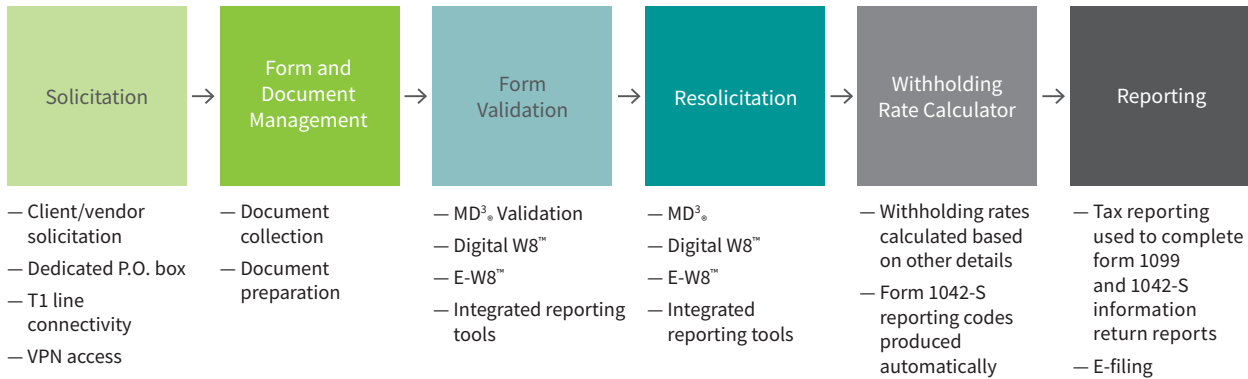 Solicitation
Form and
Document
Management
Form
Validation
Resolicitation
Withholding
Rate Calculator
Reporting
— Client/vendor
solicitation
— Dedicated P.O. box
— T1 line
connectivity
— VPN access
— Document
collection
— Document
preparation
— MD³® Validation
— Digital W8™
— E-W8™
— Integrated reporting
tools
— MD³®
— Digital W8™
— E-W8™
— Integrated
reporting tools
— Withholding rates
calculated based
on other details
— Form 1042-S
reporting codes
produced
automatically
— Tax reporting
used to complete
form 1099
and 1042-S
information
return reports
— E-filing